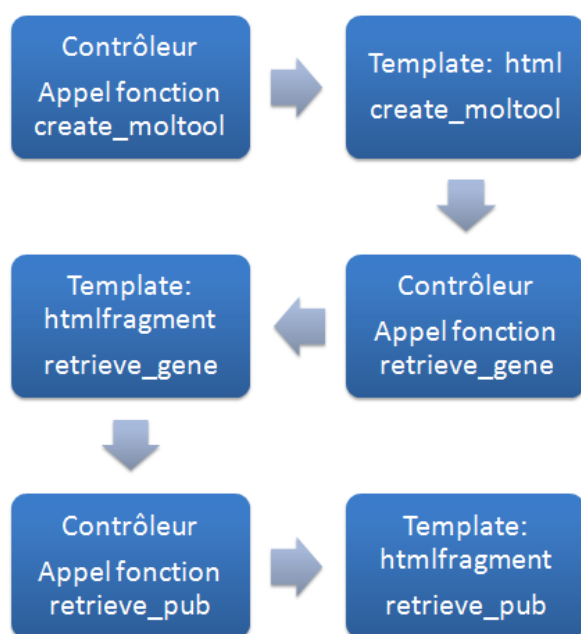 Contrôleur
Appel fonction
create_moltool
Template: html
create_moltool
Contrôleur
Appel fonction
retrieve_gene
Template:
htmlfragment
retrieve_gene
Contrôleur
Appel fonction
retrieve_pub
Template:
htmlfragment
retrieve_pub